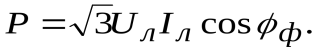 P = √3U_л I_л cos ϕ_ф.